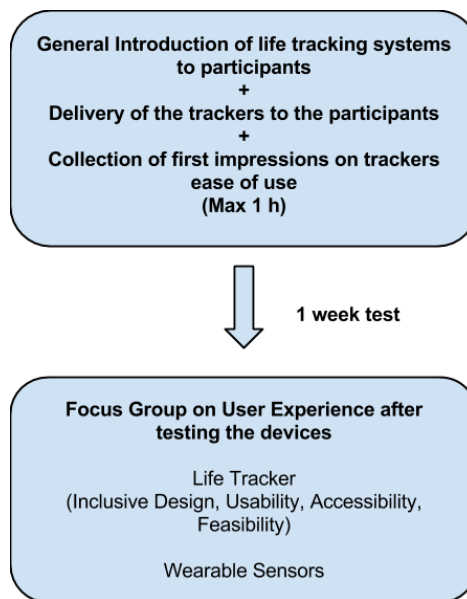 General Introduction of life tracking systems
to participants
+
Delivery of the trackers to the participants
+
Collection of first impressions on trackers
ease of use
(Max 1 h)
1 week test
Focus Group on User Experience after
testing the devices
Life Tracker
(Inclusive Design, Usability, Accessibility,
Feasibility)
Wearable Sensors